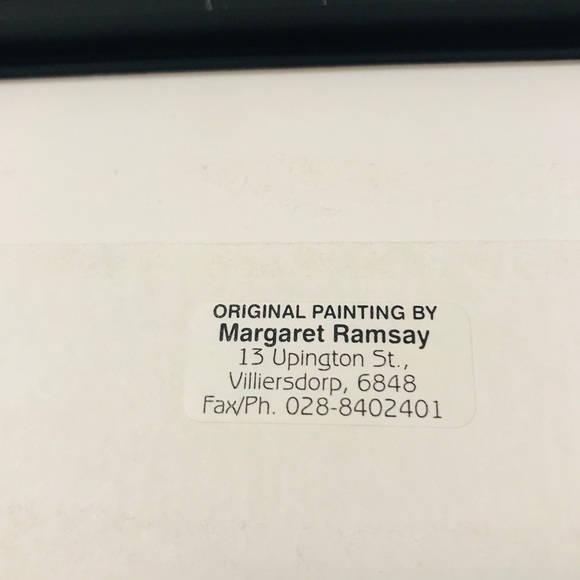 ORIGINAL PAINTING BY
Margaret Ramsay
13 Upington St.,
Villiersdorp, 6848
Fax/Ph. 028-8402401